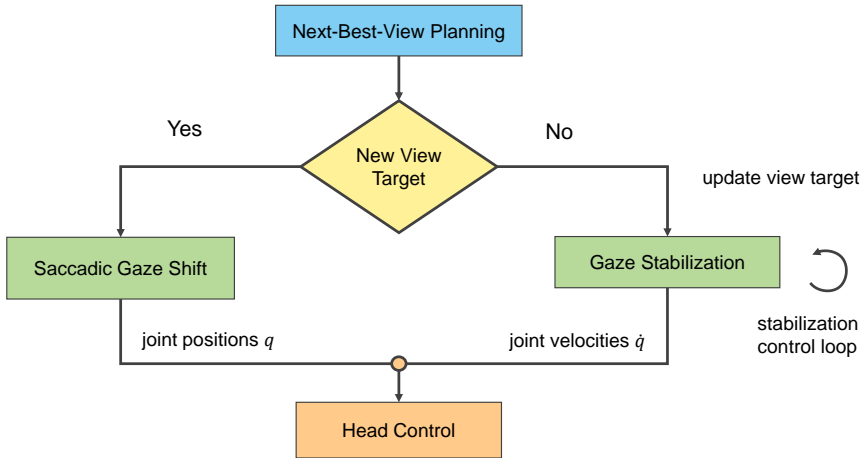 Next-Best-View Planning
Yes
No
New View
Target
update view target
Saccadic Gaze Shift
Gaze Stabilization
joint positions q
joint velocities q̇
stabilization
control loop
Head Control